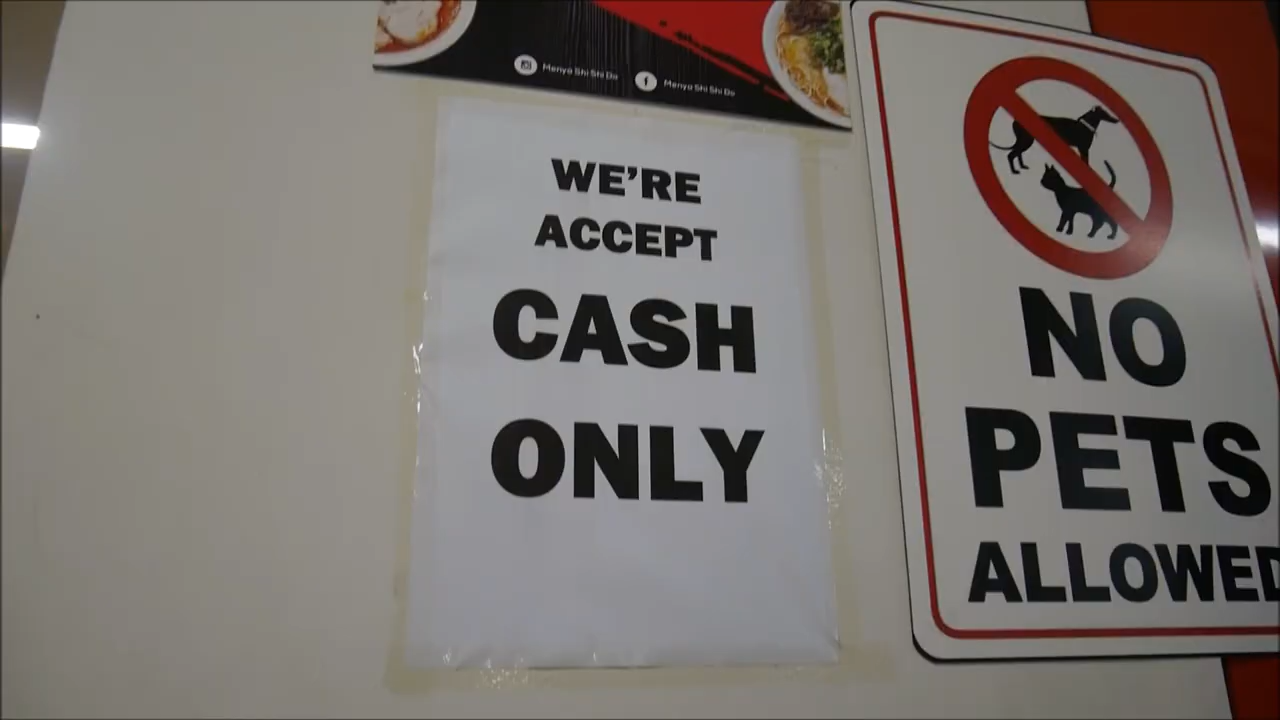 Menya Shi Shi Do
Menya Shi Shi Do
WE'RE
ACCEPT
CASH
ONLY
NO
PETS
ALLOWED